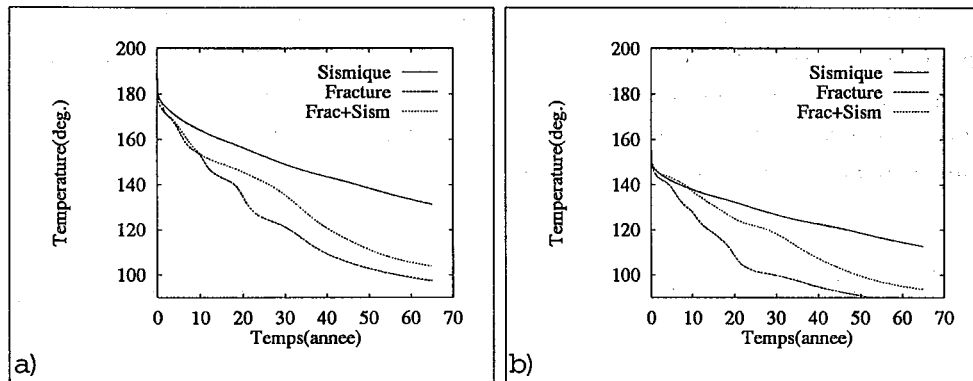 200
180
160
140
120
100
Temperature(deg.)
Sismique
Fracture
Frac+Sism
0 10 20 30 40 50 60 70
Temps(annee)
a)
200
180
160
140
120
100
Temperature(deg.)
Sismique
Fracture
Frac+Sism
0 10 20 30 40 50 60 70
Temps(annee)
b)